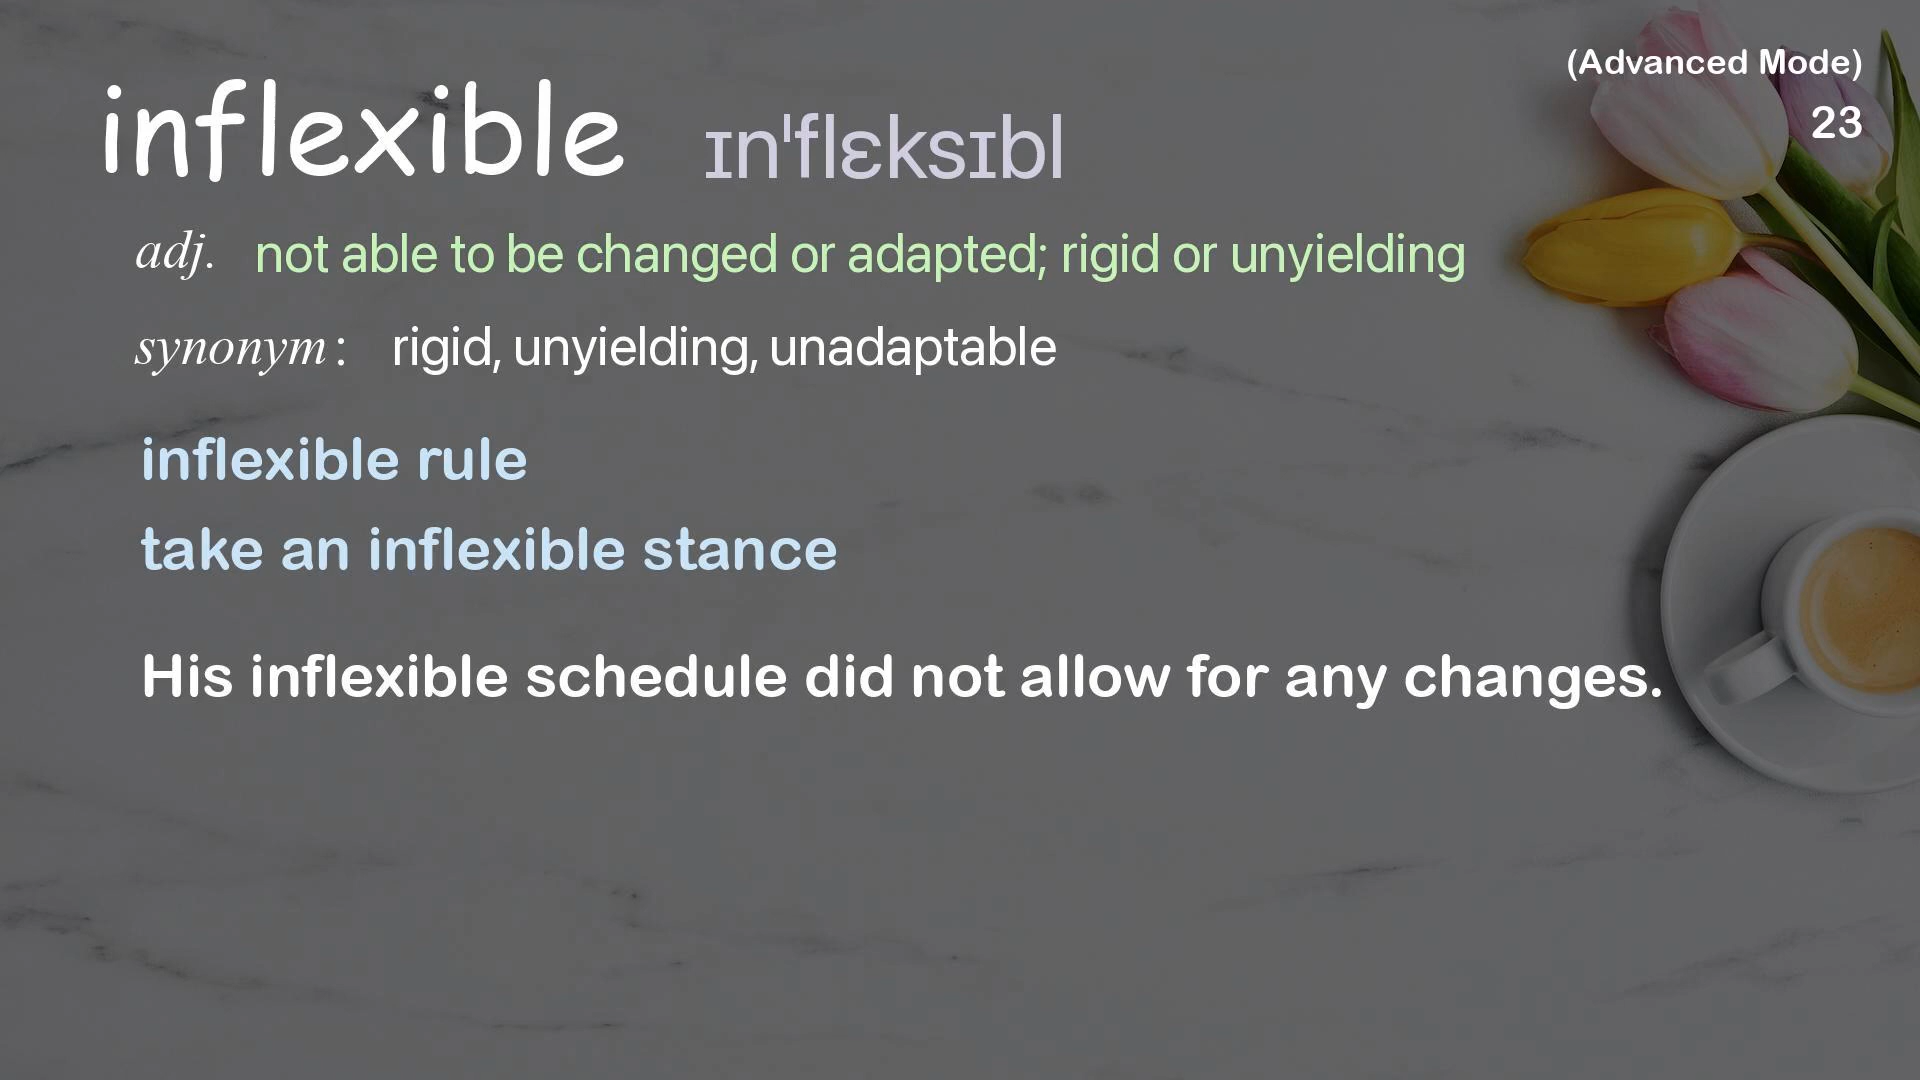 (Advanced Mode)
23
inflexible ɪnˈflɛksɪbl
adj. not able to be changed or adapted; rigid or unyielding
synonym: rigid, unyielding, unadaptable
inflexible rule
take an inflexible stance
His inflexible schedule did not allow for any changes.